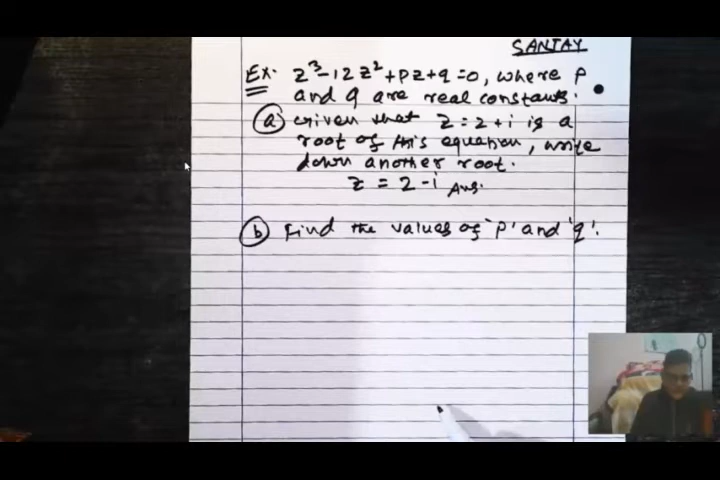 SANJAY
Ex. z³-12z²+pz+q=0, where p
and q are real constants.
(a) Given that z=2+i is a
root of this equation, write
down another root.
z = 2-i Ans.
(b) Find the values of 'p' and 'q'.